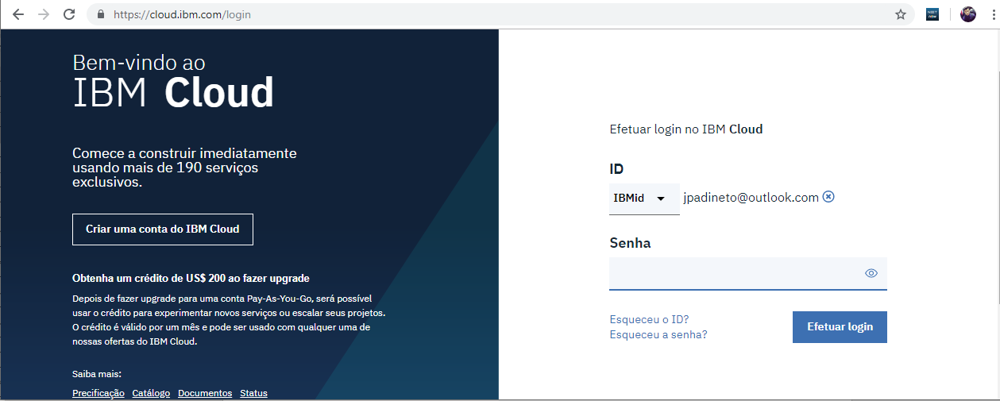 https://cloud.ibm.com/login
Bem-vindo ao
IBM Cloud
Comece a construir imediatamente
usando mais de 190 serviços
exclusivos.
Criar uma conta do IBM Cloud
Obtenha um crédito de US$ 200 ao fazer upgrade
Depois de fazer upgrade para uma conta Pay-As-You-Go, será possível
usar o crédito para experimentar novos serviços ou escalar seus projetos.
O crédito é válido por um mês e pode ser usado com qualquer uma de
nossas ofertas do IBM Cloud.
Saiba mais:
Precificação Catálogo Documentos Status
Efetuar login no IBM Cloud
ID
IBMid jpadineto@outlook.com
Senha
Esqueceu o ID?
Esqueceu a senha?
Efetuar login